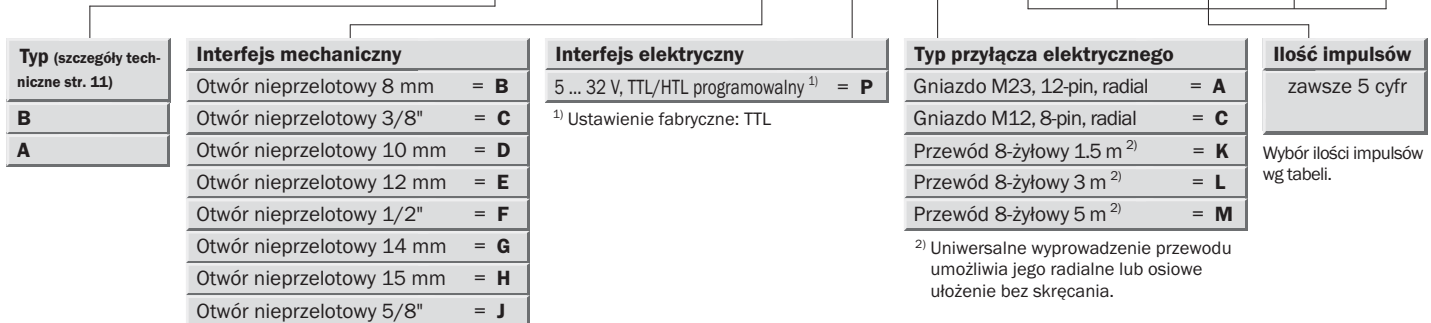 Typ (szczegóły tech-
niczne str. 11)
B
A
Interfejs mechaniczny
Otwór nieprzelotowy 8 mm = B
Otwór nieprzelotowy 3/8" = C
Otwór nieprzelotowy 10 mm = D
Otwór nieprzelotowy 12 mm = E
Otwór nieprzelotowy 1/2" = F
Otwór nieprzelotowy 14 mm = G
Otwór nieprzelotowy 15 mm = H
Otwór nieprzelotowy 5/8" = J
Interfejs elektryczny
5 ... 32 V, TTL/HTL programowalny 1) = P
1) Ustawienie fabryczne: TTL
Typ przyłącza elektrycznego
Gniazdo M23, 12-pin, radial = A
Gniazdo M12, 8-pin, radial = C
Przewód 8-żyłowy 1.5 m 2) = K
Przewód 8-żyłowy 3 m 2) = L
Przewód 8-żyłowy 5 m 2) = M
2) Uniwersalne wyprowadzenie przewodu
umożliwia jego radialne lub osiowe
ułożenie bez skręcania.
Ilość impulsów
zawsze 5 cyfr
Wybór ilości impulsów
wg tabeli.